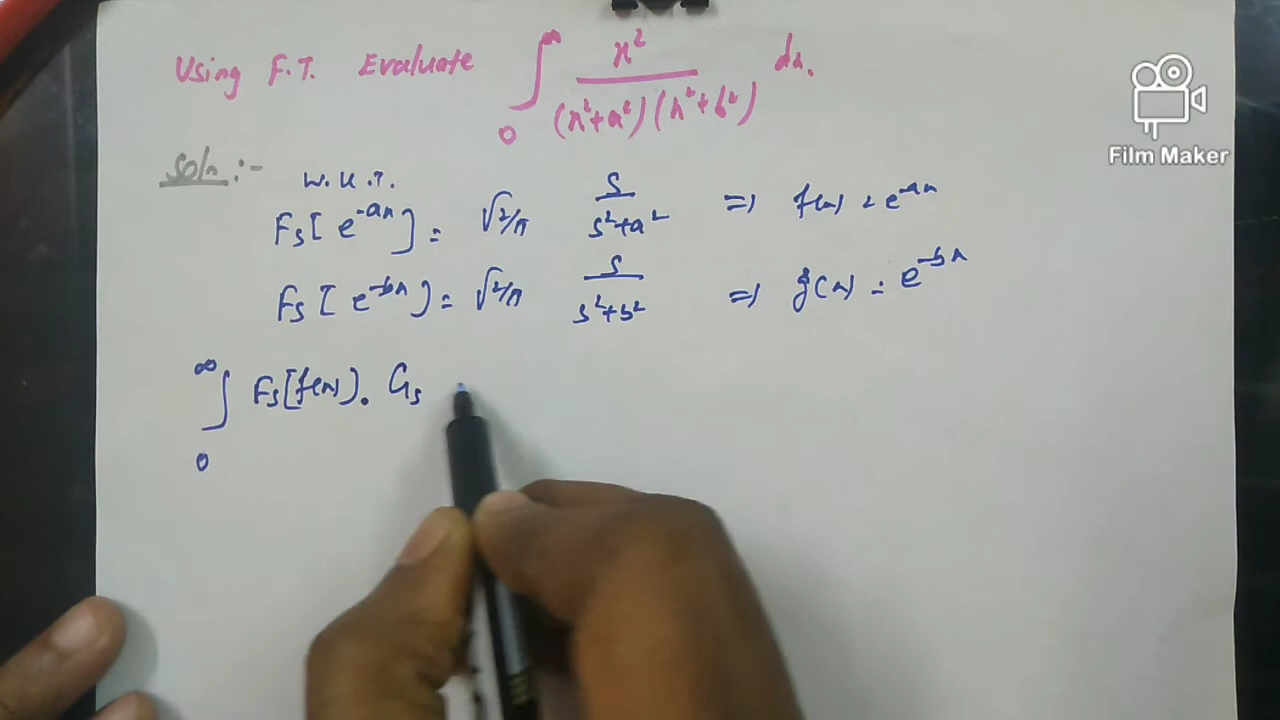 Using F.T. Evaluate ∫₀^∞ x² / (x²+a²)(x²+b²) dx.
Soln :-
W.K.T.
Fs[e^-ax] = √2/π s / s²+a² => f(x) = e^-ax
Fs[e^-bx] = √2/π s / s²+b² => g(x) = e^-bx
∫₀^∞ Fs[f(x)]. Gs
Film Maker